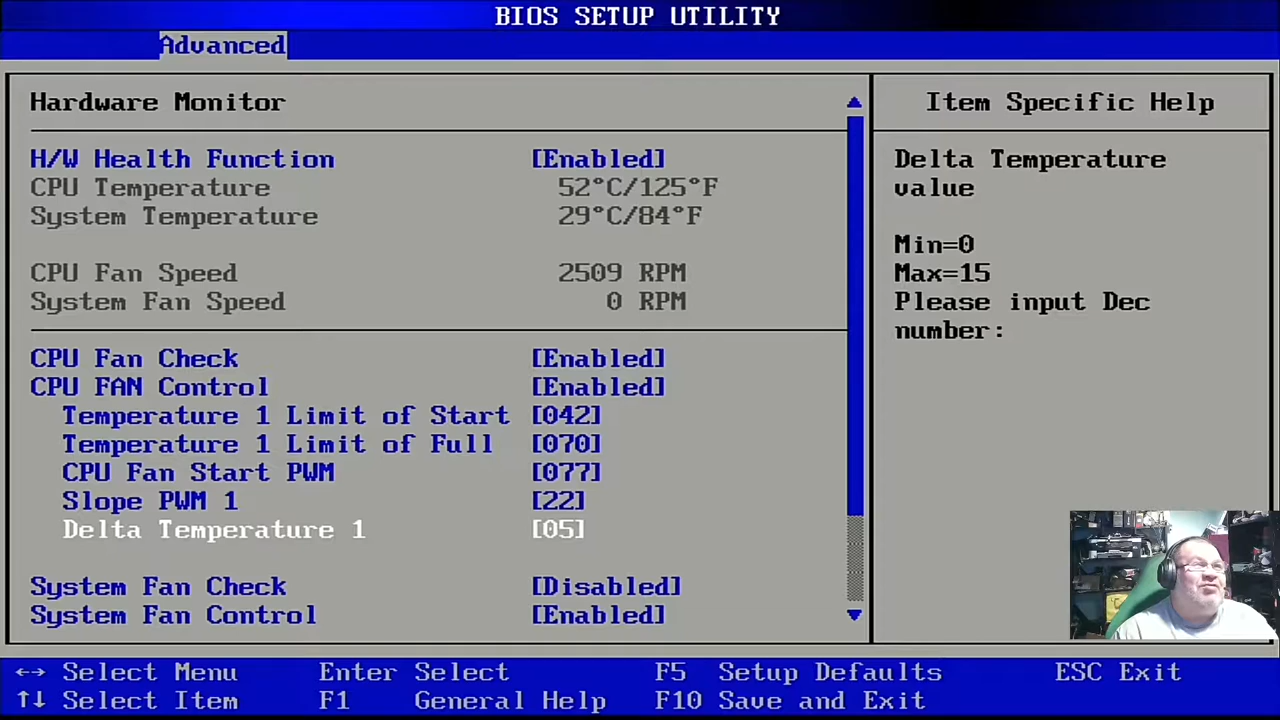 BIOS SETUP UTILITY
Advanced
Hardware Monitor
H/W Health Function [Enabled]
CPU Temperature 52°C/125°F
System Temperature 29°C/84°F
CPU Fan Speed 2509 RPM
System Fan Speed 0 RPM
CPU Fan Check [Enabled]
CPU FAN Control [Enabled]
Temperature 1 Limit of Start [042]
Temperature 1 Limit of Full [070]
CPU Fan Start PWM [077]
Slope PWM 1 [22]
Delta Temperature 1 [05]
System Fan Check [Disabled]
System Fan Control [Enabled]
Item Specific Help
Delta Temperature
value
Min=0
Max=15
Please input Dec
number:
←→ Select Menu Enter Select F5 Setup Defaults ESC Exit
↑↓ Select Item F1 General Help F10 Save and Exit